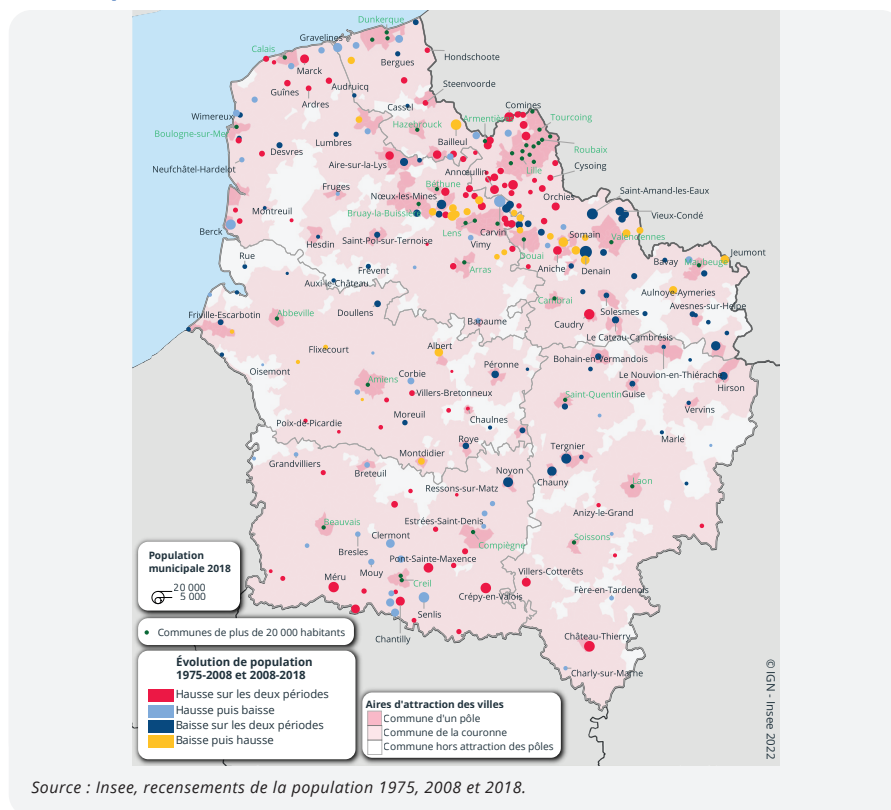 Dunkerque
Gravelines
Calais
Hondschoote
Bergues
Marck
Steenvoorde
Guînes
Audruicq
Ardres
Cassel
Comines
Wimereux
Armentières
Tourcoing
Hazebrouck
Boulogne-sur-Mer
Lumbres
Bailleul
Roubaix
Desvres
Aire-sur-la-Lys
Annœullin
Lille
Cysoing
Neufchâtel-Hardelot
Béthune
Fruges
Nœux-les-Mines
Orchies
Saint-Amand-les-Eaux
Montreuil
Bruay-la-Buissière
Vieux-Condé
Berck
Hesdin
Saint-Pol-sur-Ternoise
Lens
Carvin
Somain
Valenciennes
Vimy
Rue
Douai
Jeumont
Frévent
Arras
Aniche
Denain
Bavay
Maubeuge
Auxi-le-Château
Aulnoye-Aymeries
Cambrai
Avesnes-sur-Helpe
Friville-Escarbotin
Abbeville
Doullens
Solesmes
Bapaume
Caudry
Le Cateau-Cambrésis
Flixecourt
Albert
Bohain-en-Vermandois
Oisemont
Corbie
Péronne
Le Nouvion-en-Thiérache
Amiens
Hirson
Villers-Bretonneux
Saint-Quentin
Guise
Vervins
Poix-de-Picardie
Moreuil
Chaulnes
Marle
Roye
Tergnier
Grandvilliers
Montdidier
Breteuil
Noyon
Chauny
Laon
Ressons-sur-Matz
Anizy-le-Grand
Beauvais
Estrées-Saint-Denis
Clermont
Soissons
Compiègne
Bresles
Pont-Sainte-Maxence
Mouy
Villers-Cotterêts
Méru
Creil
Crépy-en-Valois
Fère-en-Tardenois
Senlis
Chantilly
Château-Thierry
Charly-sur-Marne
Population
municipale 2018
20 000
5 000
Communes de plus de 20 000 habitants
Évolution de population
1975-2008 et 2008-2018
Hausse sur les deux périodes
Hausse puis baisse
Baisse sur les deux périodes
Baisse puis hausse
Aires d'attraction des villes
Commune d'un pôle
Commune de la couronne
Commune hors attraction des pôles
© IGN - Insee 2022
Source : Insee, recensements de la population 1975, 2008 et 2018.